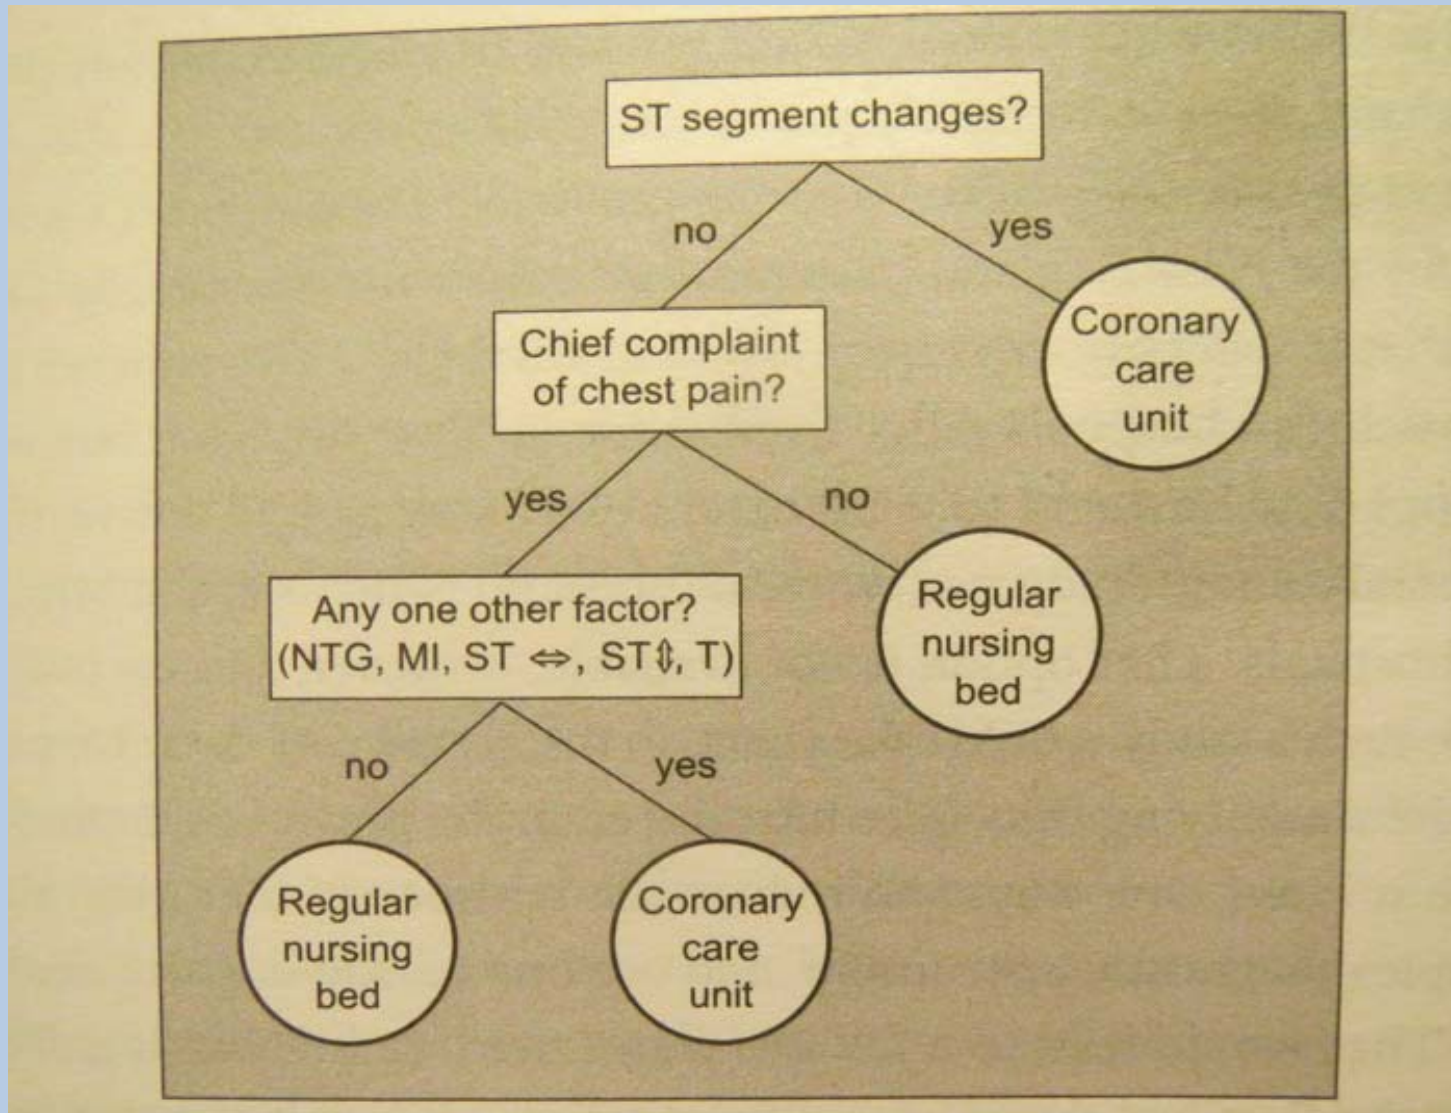 ST segment changes?
no
yes
Coronary
care
unit
Chief complaint
of chest pain?
yes
no
Regular
nursing
bed
Any one other factor?
(NTG, MI, ST ⇔, ST⇕, T)
no
yes
Regular
nursing
bed
Coronary
care
unit